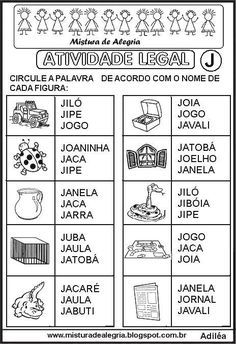 Mistura de Alegria
ATIVIDADE LEGAL J
CIRCULE A PALAVRA DE ACORDO COM O NOME DE
CADA FIGURA:
JILÓ
JIPE
JOGO
JOIA
JOGO
JAVALI
JOANINHA
JACA
JIPE
JATOBÁ
JOELHO
JANELA
JANELA
JACA
JARRA
JILÓ
JIBÓIA
JIPE
JUBA
JAULA
JATOBÁ
JOGO
JACA
JOIA
JACARÉ
JAULA
JABUTI
JANELA
JORNAL
JAVALI
www.misturadealegria.blogspot.com.br Adiléa